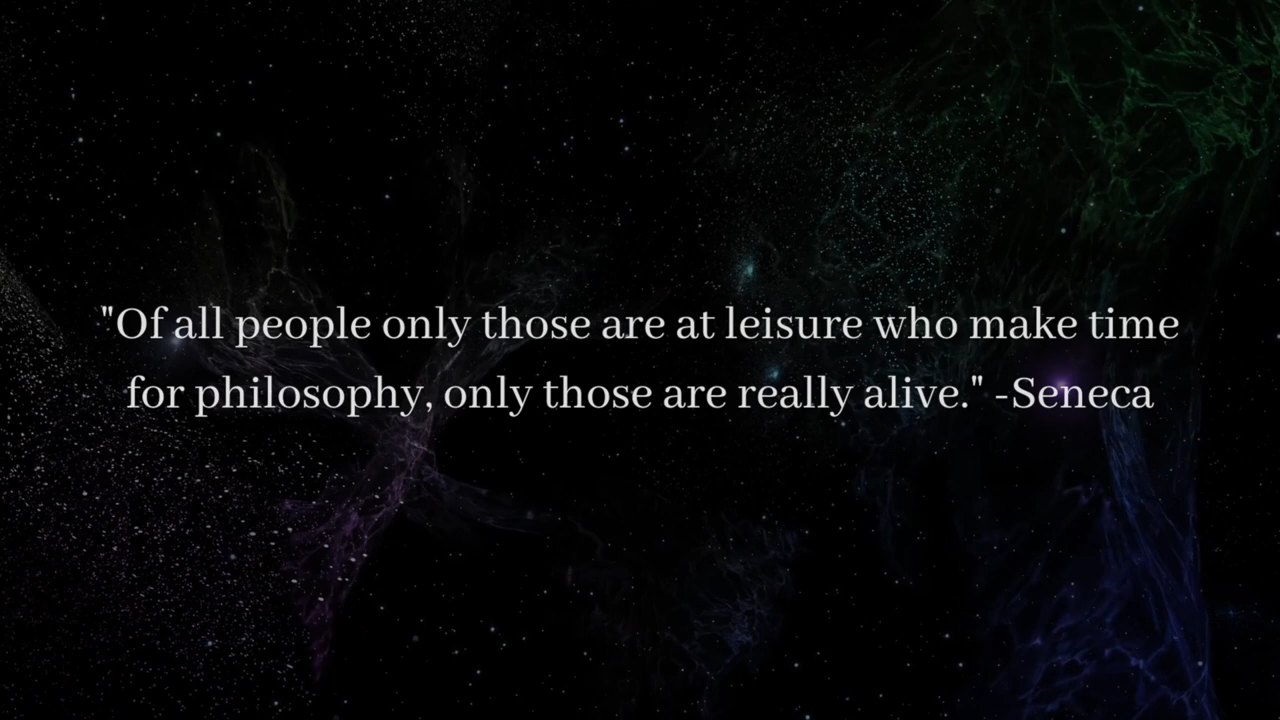 "Of all people only those are at leisure who make time
for philosophy, only those are really alive." -Seneca